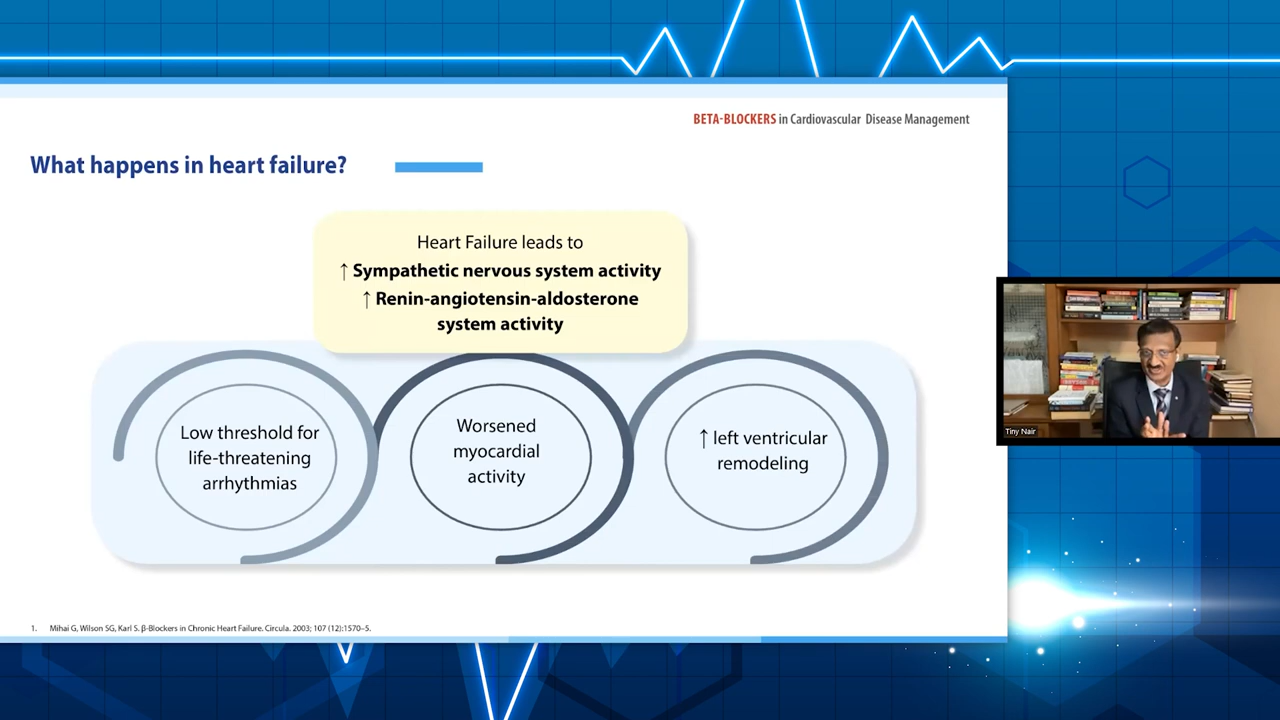 BETA-BLOCKERS in Cardiovascular Disease Management
What happens in heart failure?
Heart Failure leads to
↑ Sympathetic nervous system activity
↑ Renin-angiotensin-aldosterone
system activity
Low threshold for
life-threatening
arrhythmias
Worsened
myocardial
activity
↑ left ventricular
remodeling
Tiny Nair
1. Mihai G, Wilson SG, Karl S. β-Blockers in Chronic Heart Failure. Circula. 2003; 107 (12):1570–5.